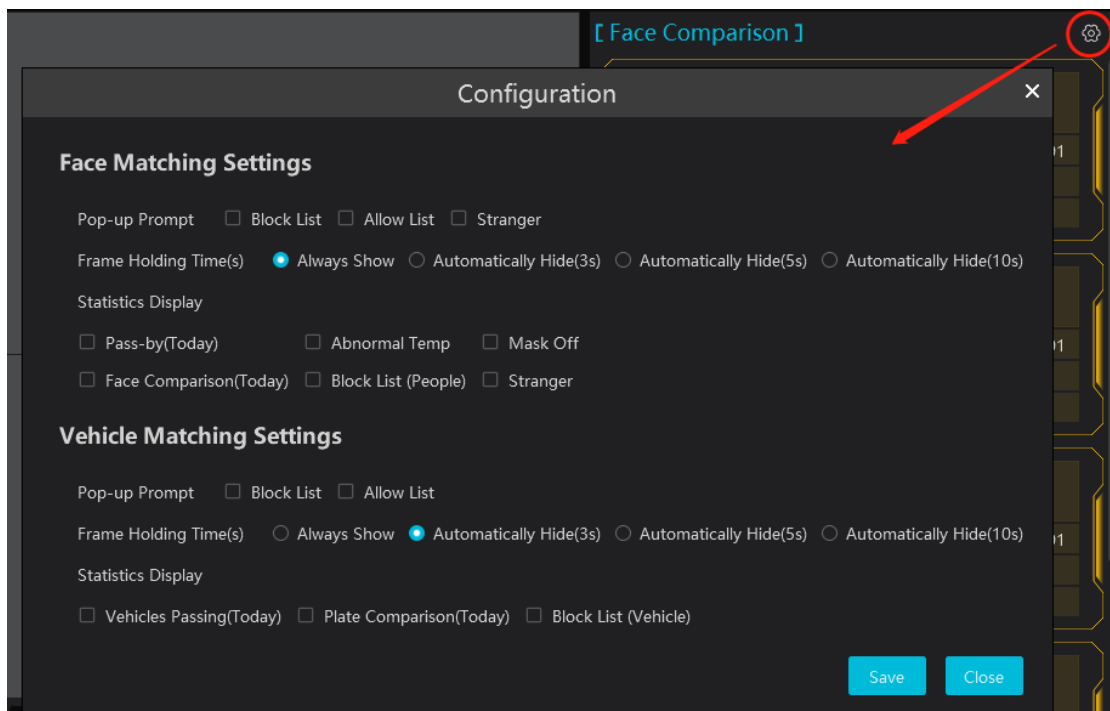 [ Face Comparison ]
Configuration
Face Matching Settings
Pop-up Prompt Block List Allow List Stranger
Frame Holding Time(s) Always Show Automatically Hide(3s) Automatically Hide(5s) Automatically Hide(10s)
Statistics Display
Pass-by(Today) Abnormal Temp Mask Off
Face Comparison(Today) Block List (People) Stranger
Vehicle Matching Settings
Pop-up Prompt Block List Allow List
Frame Holding Time(s) Always Show Automatically Hide(3s) Automatically Hide(5s) Automatically Hide(10s)
Statistics Display
Vehicles Passing(Today) Plate Comparison(Today) Block List (Vehicle)
Save Close